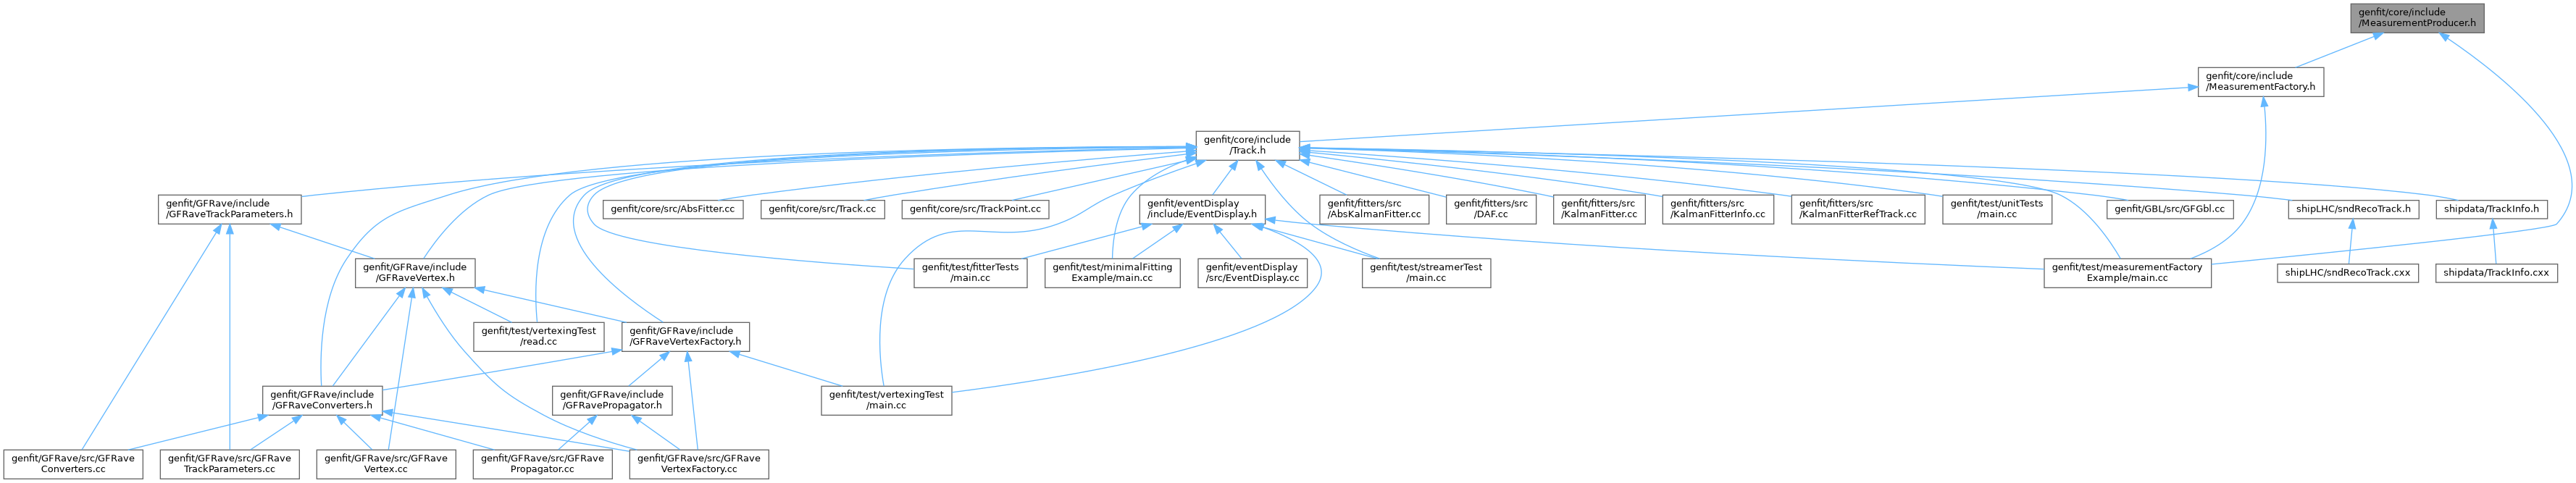 genfit/core/include
/MeasurementProducer.h
genfit/core/include
/MeasurementFactory.h
genfit/core/include
/Track.h
genfit/GFRave/include
/GFRaveTrackParameters.h
genfit/core/src/AbsFitter.cc
genfit/core/src/Track.cc
genfit/core/src/TrackPoint.cc
genfit/eventDisplay
/include/EventDisplay.h
genfit/fitters/src
/AbsKalmanFitter.cc
genfit/fitters/src
/DAF.cc
genfit/fitters/src
/KalmanFitter.cc
genfit/fitters/src
/KalmanFitterInfo.cc
genfit/fitters/src
/KalmanFitterRefTrack.cc
genfit/test/unitTests
/main.cc
genfit/GBL/src/GFGbl.cc
shipLHC/sndRecoTrack.h
shipdata/TrackInfo.h
genfit/GFRave/include
/GFRaveVertex.h
genfit/test/fitterTests
/main.cc
genfit/test/minimalFitting
Example/main.cc
genfit/eventDisplay
/src/EventDisplay.cc
genfit/test/streamerTest
/main.cc
genfit/test/measurementFactory
Example/main.cc
shipLHC/sndRecoTrack.cxx
shipdata/TrackInfo.cxx
genfit/test/vertexingTest
/read.cc
genfit/GFRave/include
/GFRaveVertexFactory.h
genfit/GFRave/include
/GFRaveConverters.h
genfit/GFRave/include
/GFRavePropagator.h
genfit/test/vertexingTest
/main.cc
genfit/GFRave/src/GFRave
Converters.cc
genfit/GFRave/src/GFRave
TrackParameters.cc
genfit/GFRave/src/GFRave
Vertex.cc
genfit/GFRave/src/GFRave
Propagator.cc
genfit/GFRave/src/GFRave
VertexFactory.cc